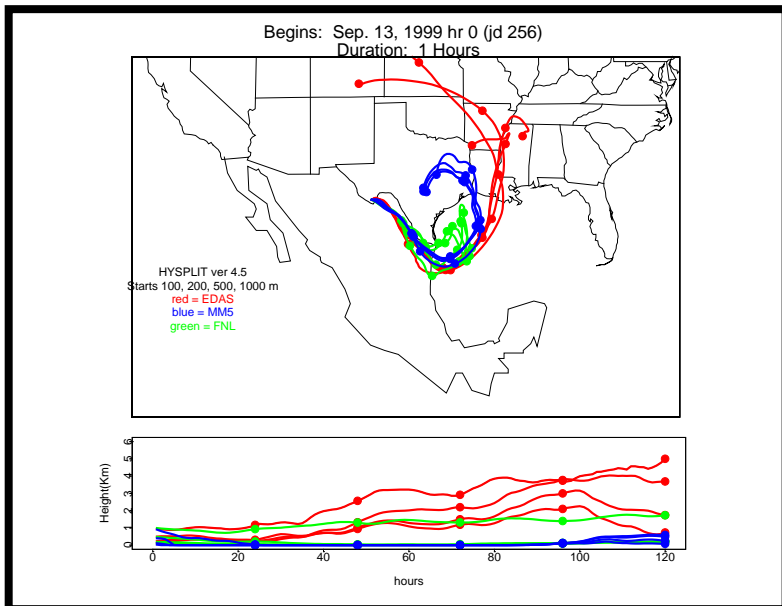 Begins: Sep. 13, 1999 hr 0 (jd 256)
Duration: 1 Hours
HYSPLIT ver 4.5
Starts 100, 200, 500, 1000 m
red = EDAS
blue = MM5
green = FNL
Height(Km)
6
5
4
3
2
1
0
0 20 40 60 80 100 120
hours